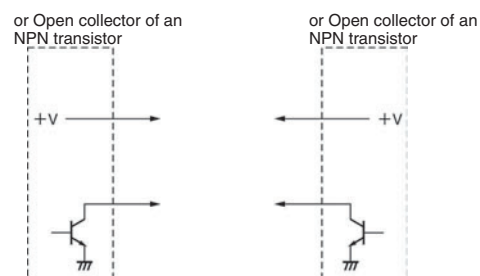 or Open collector of an
NPN transistor
or Open collector of an
NPN transistor
+V
+V